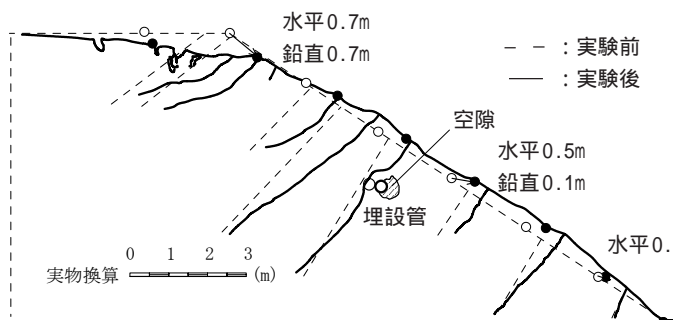 水平0.7m
鉛直0.7m
- - - :実験前
—— :実験後
空隙
水平0.5m
鉛直0.1m
埋設管
水平0.
0 1 2 3
実物換算 (m)